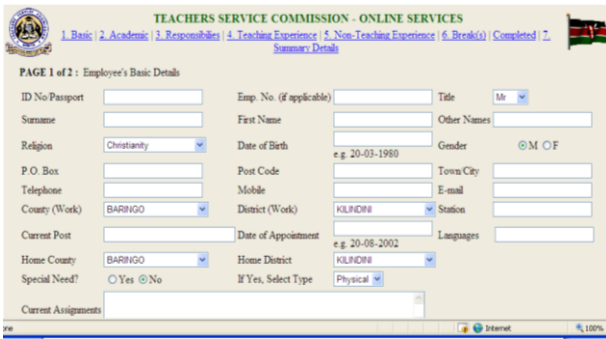 TEACHERS SERVICE COMMISSION - ONLINE SERVICES
1. Basic | 2. Academic | 3. Responsibilies | 4. Teaching Experience | 5. Non-Teaching Experience | 6. Break(s) | Completed | 7.
Summary Details
PAGE 1 of 2 : Employee's Basic Details
ID No/Passport Emp. No. (if applicable) Title Mr
Surname First Name Other Names
Religion Christianity Date of Birth Gender M F
e.g. 20-03-1980
P.O. Box Post Code Town/City
Telephone Mobile E-mail
County (Work) BARINGO District (Work) KILINDINI Station
Current Post Date of Appointment Languages
e.g. 20-08-2002
Home County BARINGO Home District KILINDINI
Special Need? Yes No If Yes, Select Type Physical
Current Assignments
one Internet 100%